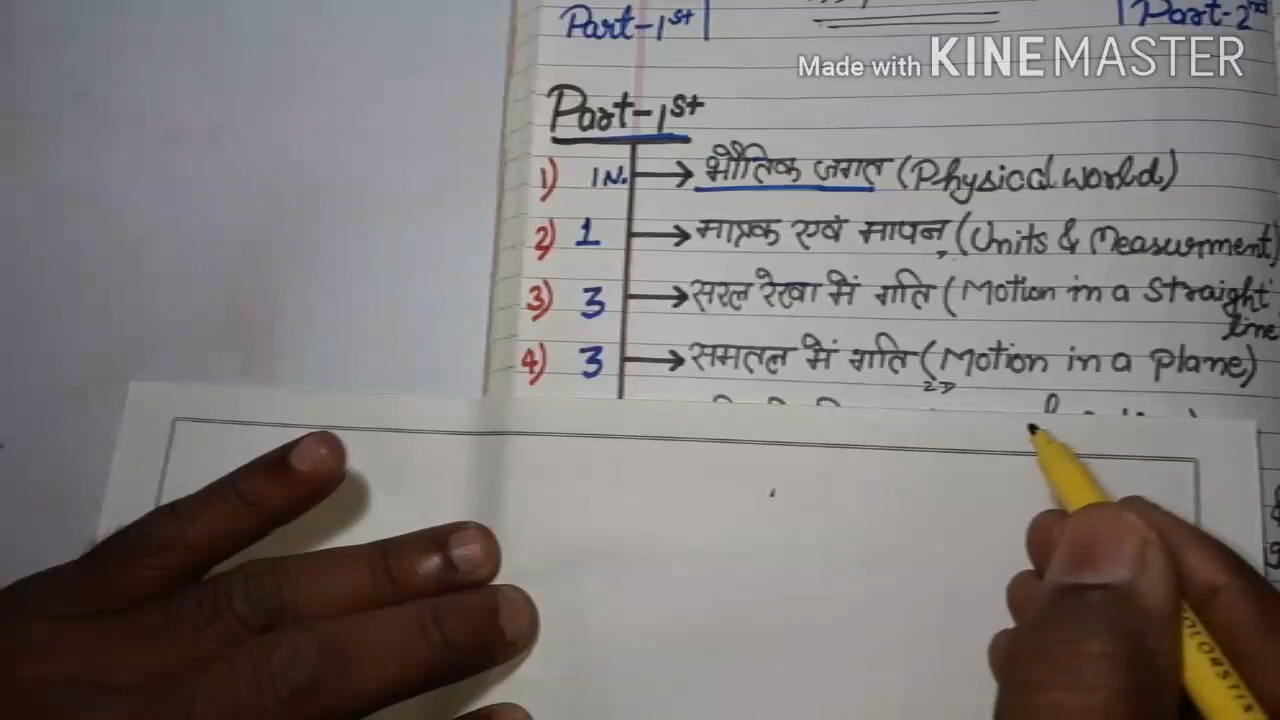 Part-1st Part-2nd
Made with KINEMASTER
Part-1st
1) IN. → भौतिक जगत (Physical world)
2) 1 → मात्रक एवं मापन, (Units & Measurment)
3) 3 → सरल रेखा में गति (Motion in a Straight line
4) 3 → समतल में गति (Motion in a plane)